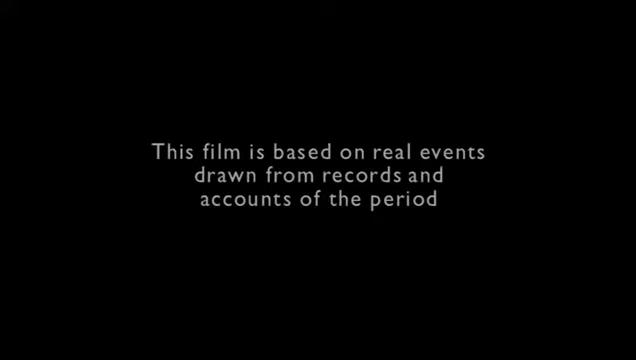 This film is based on real events
drawn from records and
accounts of the period